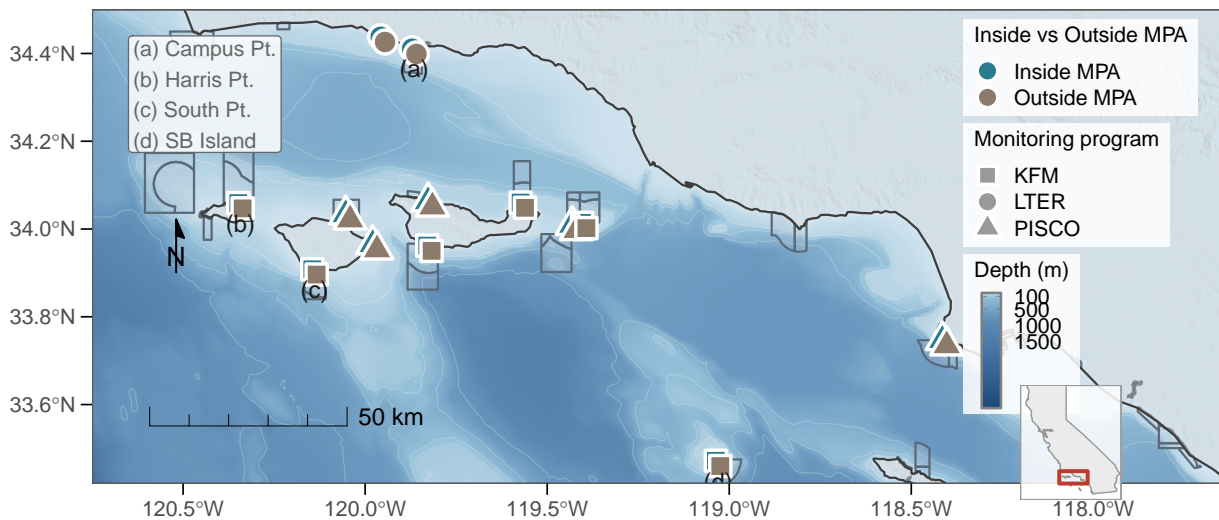 34.4°N
34.2°N
34.0°N
33.8°N
33.6°N
(a) Campus Pt.
(b) Harris Pt.
(c) South Pt.
(d) SB Island
(a)
(b)
(c)
(d)
N
50 km
Inside vs Outside MPA
Inside MPA
Outside MPA
Monitoring program
KFM
LTER
PISCO
Depth (m)
100
500
1000
1500
120.5°W
120.0°W
119.5°W
119.0°W
118.5°W
118.0°W